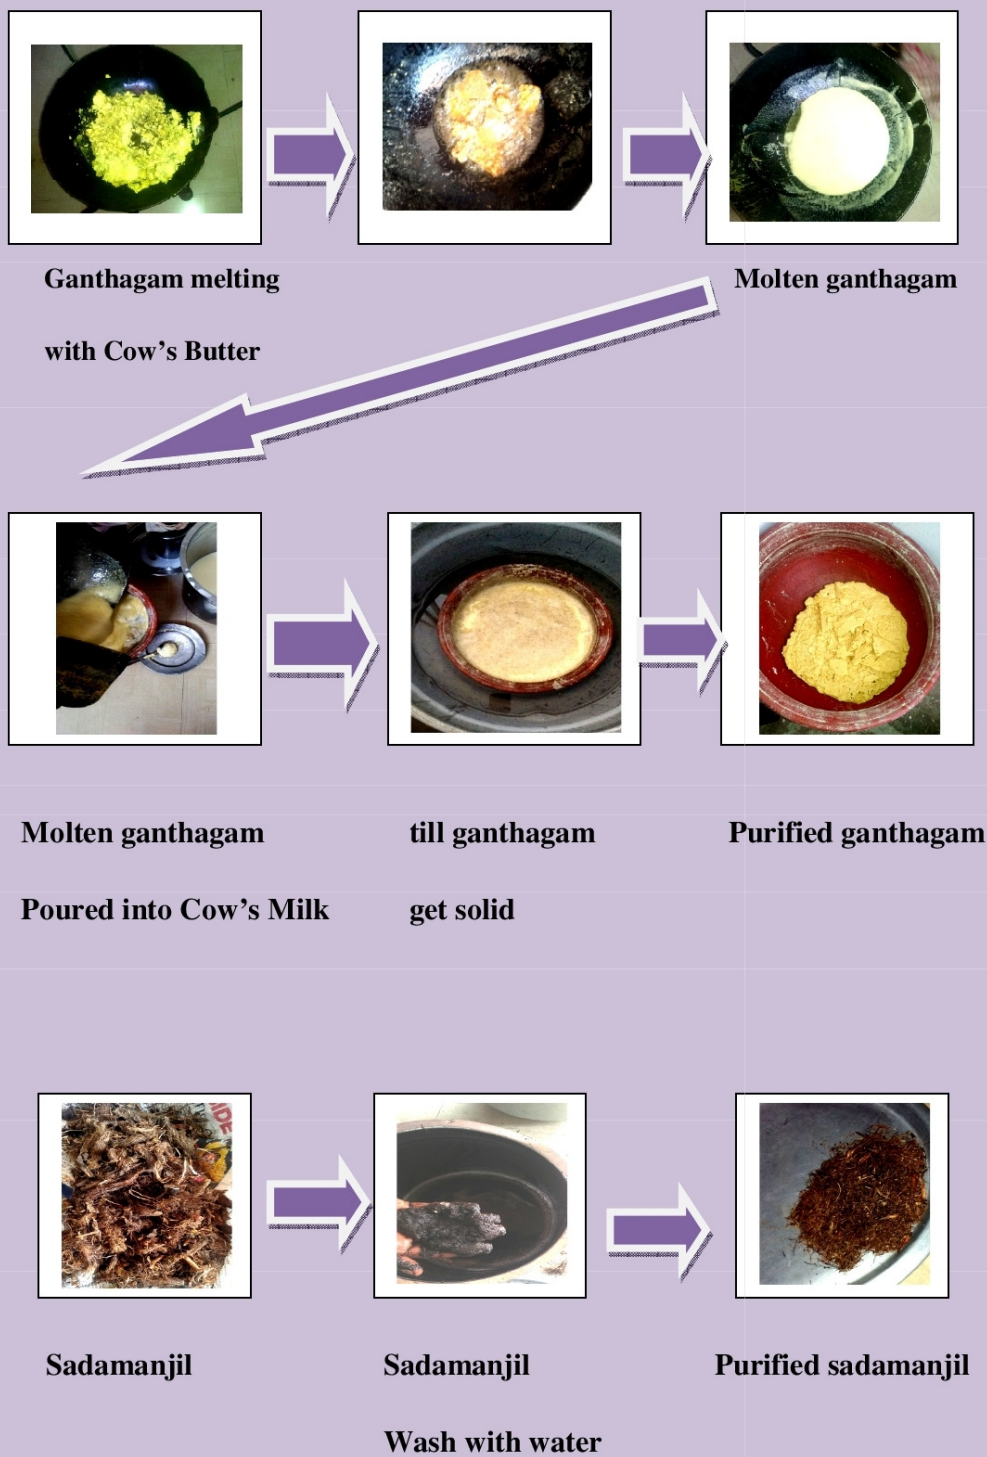 Ganthagam melting
with Cow’s Butter
Molten ganthagam
Molten ganthagam
Poured into Cow’s Milk
till ganthagam
get solid
Purified ganthagam
Sadamanjil
Sadamanjil
Wash with water
Purified sadamanjil